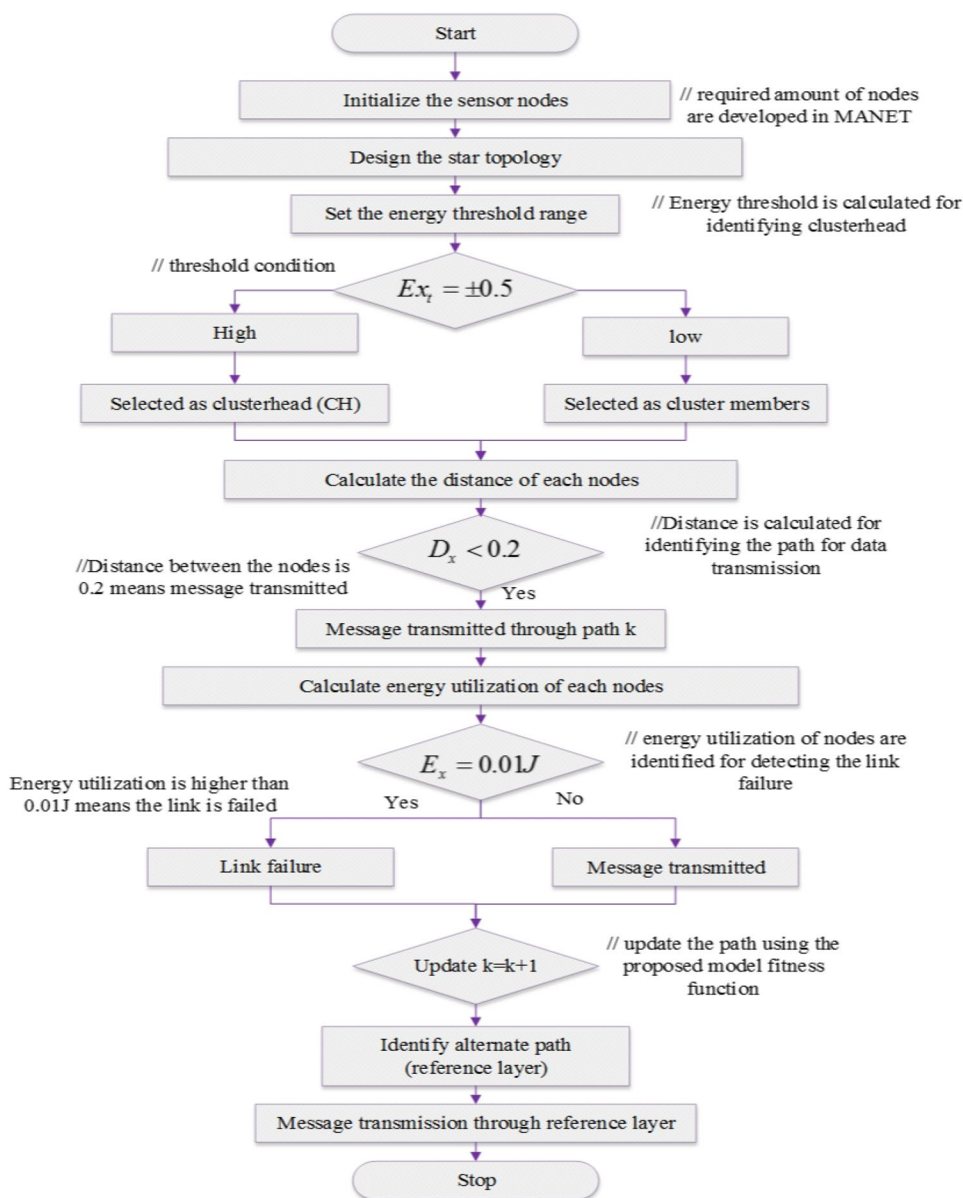 Start
Initialize the sensor nodes
// required amount of nodes
are developed in MANET
Design the star topology
Set the energy threshold range
// Energy threshold is calculated for
identifying clusterhead
// threshold condition
Ex_t = ±0.5
High
low
Selected as clusterhead (CH)
Selected as cluster members
Calculate the distance of each nodes
D_x < 0.2
//Distance is calculated for
identifying the path for data
transmission
//Distance between the nodes is
0.2 means message transmitted
Yes
Message transmitted through path k
Calculate energy utilization of each nodes
E_x = 0.01J
// energy utilization of nodes are
identified for detecting the link
failure
Energy utilization is higher than
0.01J means the link is failed
Yes
No
Link failure
Message transmitted
Update k=k+1
// update the path using the
proposed model fitness
function
Identify alternate path
(reference layer)
Message transmission through reference layer
Stop